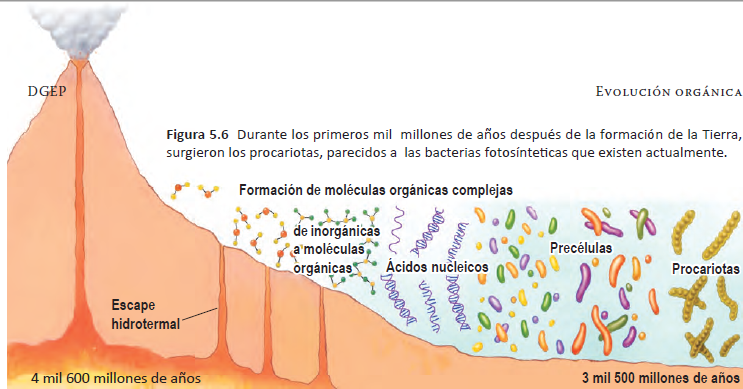 DGEP
Evolución orgánica
Figura 5.6 Durante los primeros mil millones de años después de la formación de la Tierra,
surgieron los procariotas, parecidos a las bacterias fotosíntéticas que existen actualmente.
Formación de moléculas orgánicas complejas
de inorgánicas
a moléculas
orgánicas
Ácidos nucleicos
Precélulas
Procariotas
Escape
hidrotermal
4 mil 600 millones de años
3 mil 500 millones de años